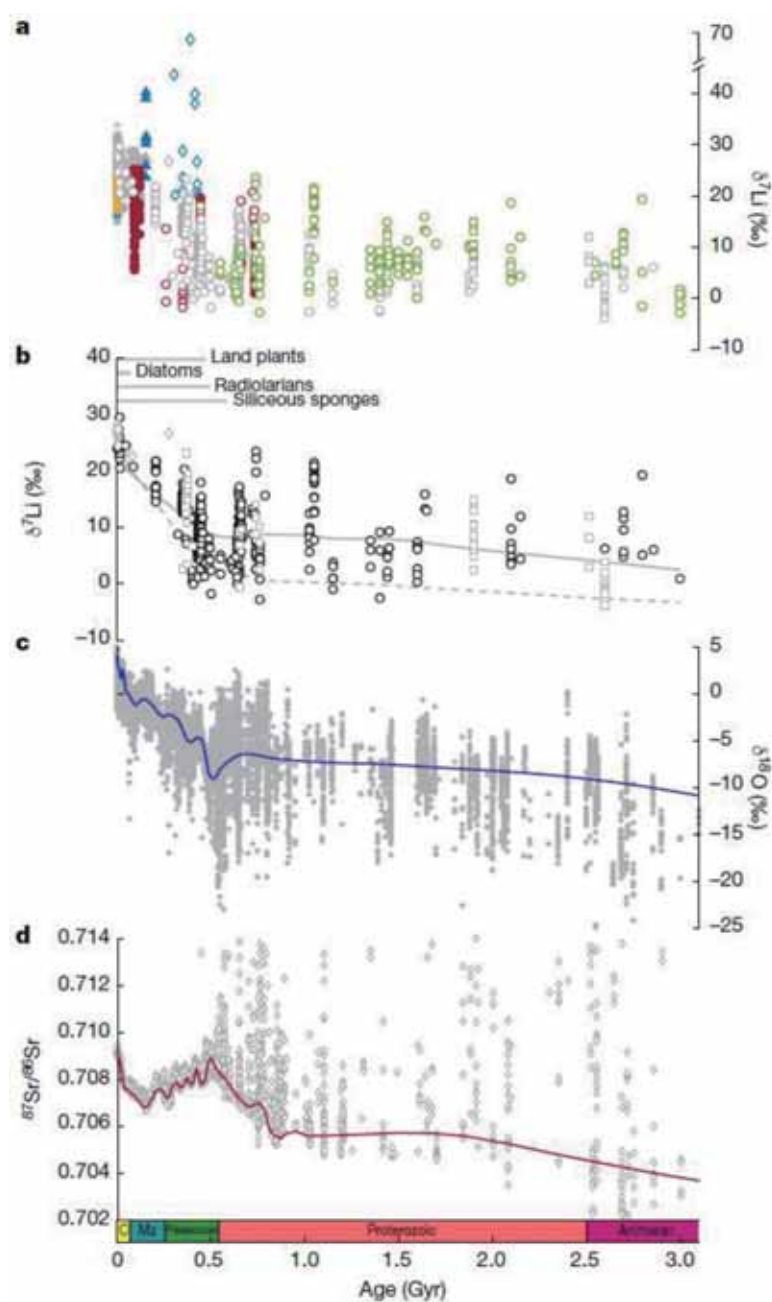 a
70
40
30
20
10
0
–10
δ⁷Li (‰)
b
40
30
20
10
0
–10
δ⁷Li (‰)
Land plants
Diatoms
Radiolarians
Siliceous sponges
c
5
0
–5
–10
–15
–20
–25
δ¹⁸O (‰)
d
0.714
0.712
0.710
0.708
0.706
0.704
0.702
⁸⁷Sr/⁸⁶Sr
C
Mz
Proterozoic
Archean
0
0.5
1.0
1.5
2.0
2.5
3.0
Age (Gyr)